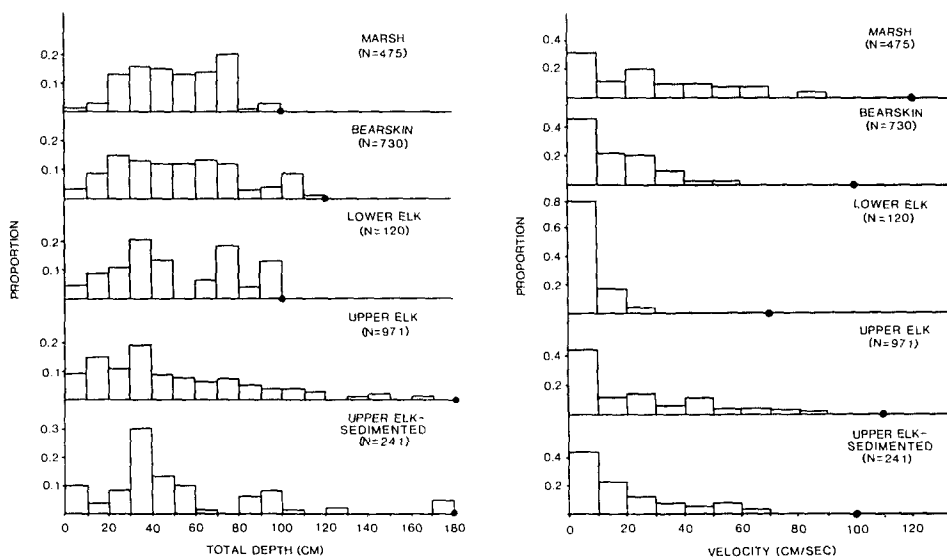 MARSH
(N=475)
0.2
0.1
BEARSKIN
(N=730)
0.2
0.1
LOWER ELK
(N=120)
0.2
0.1
UPPER ELK
(N=971)
0.2
0.1
UPPER ELK-
SEDIMENTED
(N=241)
0.3
0.2
0.1
0 20 40 60 80 100 120 140 160 180
TOTAL DEPTH (CM)
PROPORTION
MARSH
(N=475)
0.4
0.2
BEARSKIN
(N=730)
0.4
0.2
LOWER ELK
(N=120)
0.8
0.6
0.4
0.2
UPPER ELK
(N=971)
0.4
0.2
UPPER ELK-
SEDIMENTED
(N=241)
0.4
0.2
0 20 40 60 80 100 120
VELOCITY (CM/SEC)
PROPORTION